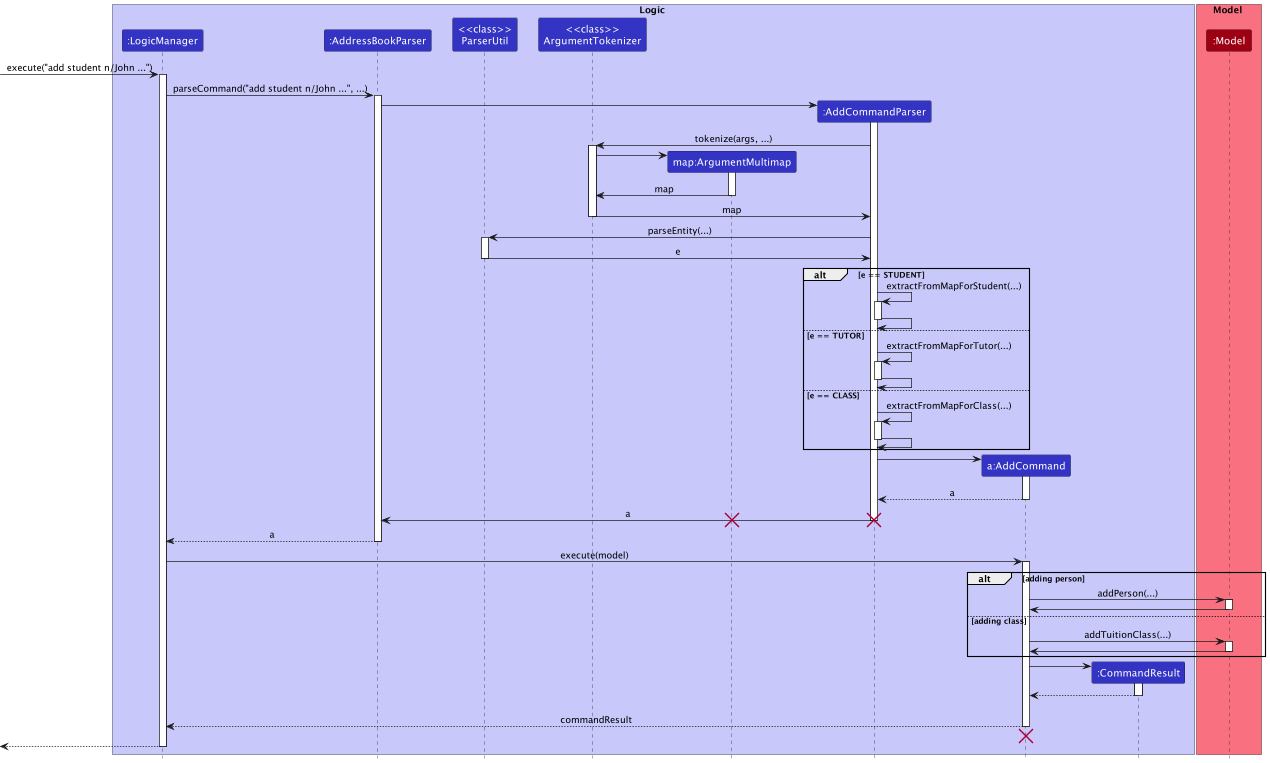 Logic
Model
:LogicManager
:AddressBookParser
<<class>>
ParserUtil
<<class>>
ArgumentTokenizer
:Model
execute("add student n/John ...")
parseCommand("add student n/John ...", ...)
:AddCommandParser
tokenize(args, ...)
map:ArgumentMultimap
map
map
parseEntity(...)
e
alt
[e == STUDENT]
extractFromMapForStudent(...)
[e == TUTOR]
extractFromMapForTutor(...)
[e == CLASS]
extractFromMapForClass(...)
a:AddCommand
a
a
a
execute(model)
alt
[adding person]
addPerson(...)
[adding class]
addTuitionClass(...)
:CommandResult
commandResult